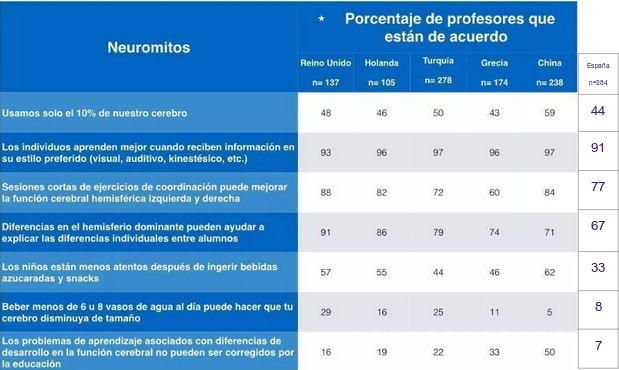 Neuromitos
* Porcentaje de profesores que
están de acuerdo
Reino Unido Holanda Turquía Grecia China España
n= 137 n= 105 n= 278 n= 174 n= 238 n=284
Usamos solo el 10% de nuestro cerebro 48 46 50 43 59 44
Los individuos aprenden mejor cuando reciben información en
su estilo preferido (visual, auditivo, kinestésico, etc.) 93 96 97 96 97 91
Sesiones cortas de ejercicios de coordinación puede mejorar
la función cerebral hemisférica izquierda y derecha 88 82 72 60 84 77
Diferencias en el hemisferio dominante pueden ayudar a
explicar las diferencias individuales entre alumnos 91 86 79 74 71 67
Los niños están menos atentos después de ingerir bebidas
azucaradas y snacks 57 55 44 46 62 33
Beber menos de 6 u 8 vasos de agua al día puede hacer que tu
cerebro disminuya de tamaño 29 16 25 11 5 8
Los problemas de aprendizaje asociados con diferencias de
desarrollo en la función cerebral no pueden ser corregidos por
la educación 16 19 22 33 50 7